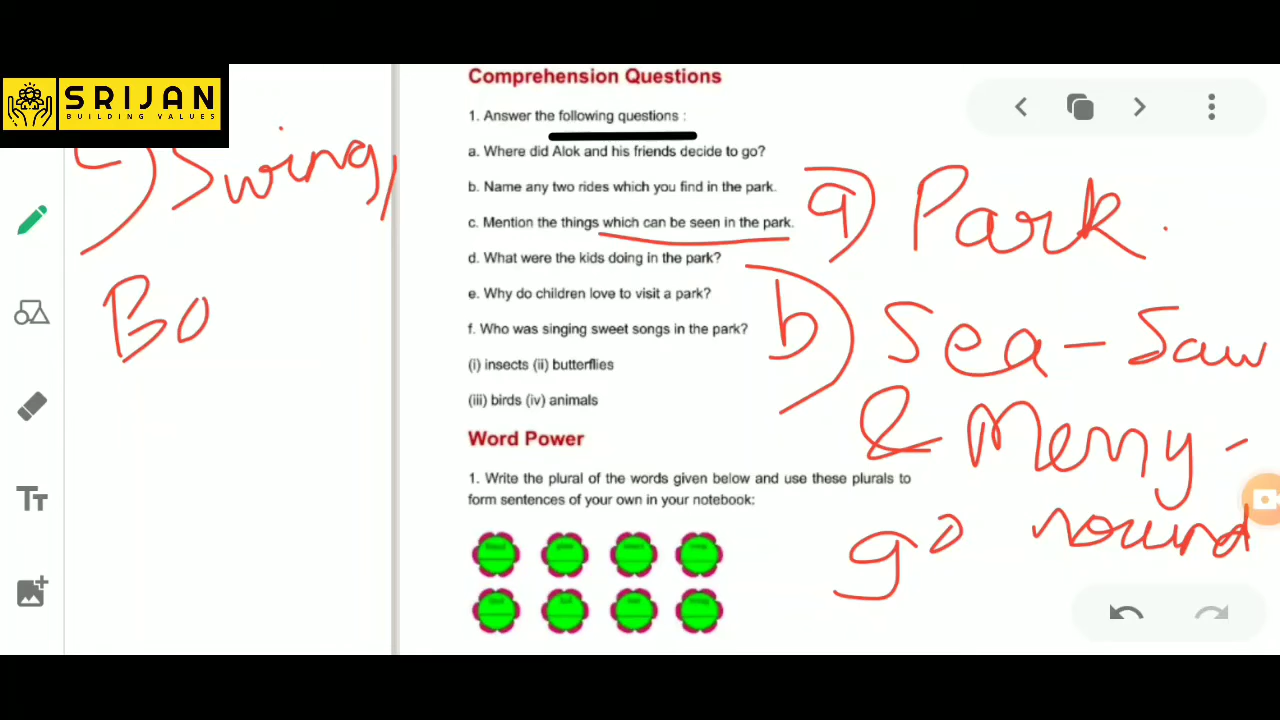 SRIJAN
BUILDING VALUES
Swing,
Bo
Comprehension Questions
1. Answer the following questions :
a. Where did Alok and his friends decide to go?
b. Name any two rides which you find in the park.
c. Mention the things which can be seen in the park.
d. What were the kids doing in the park?
e. Why do children love to visit a park?
f. Who was singing sweet songs in the park?
(i) insects (ii) butterflies
(iii) birds (iv) animals
Word Power
1. Write the plural of the words given below and use these plurals to
form sentences of your own in your notebook:
a) Park.
b) Sea-Saw
& Merry-
go round
TT